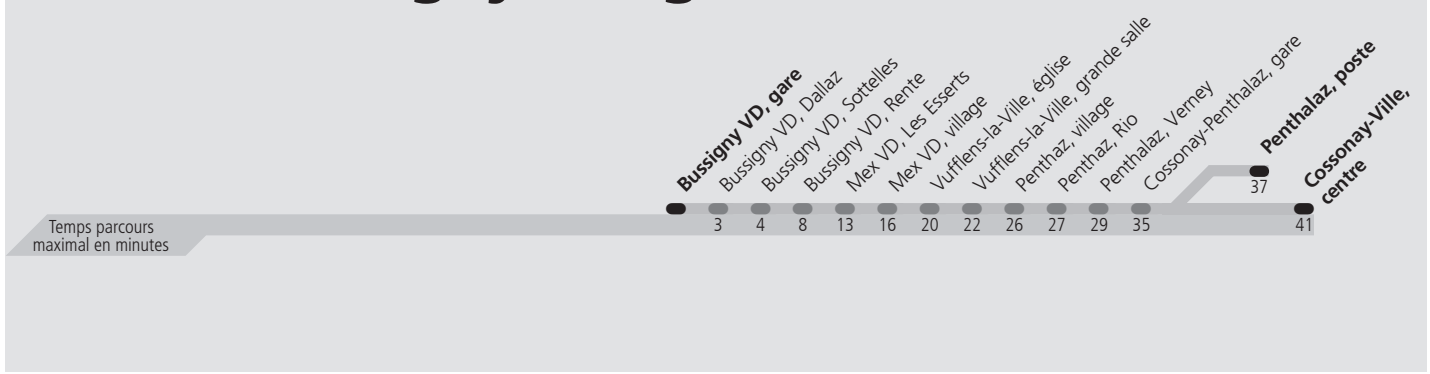 Bussigny VD, gare
Bussigny VD, Dallaz
Bussigny VD, Sottelles
Bussigny VD, Rente
Mex VD, Les Esserts
Mex VD, village
Vufflens-la-Ville, église
Vufflens-la-Ville, grande salle
Penthaz, village
Penthaz, Rio
Penthalaz, Verney
Cossonay-Penthalaz, gare
Penthalaz, poste
Cossonay-Ville,
centre
37
Temps parcours
maximal en minutes
3 4 8 13 16 20 22 26 27 29 35 41